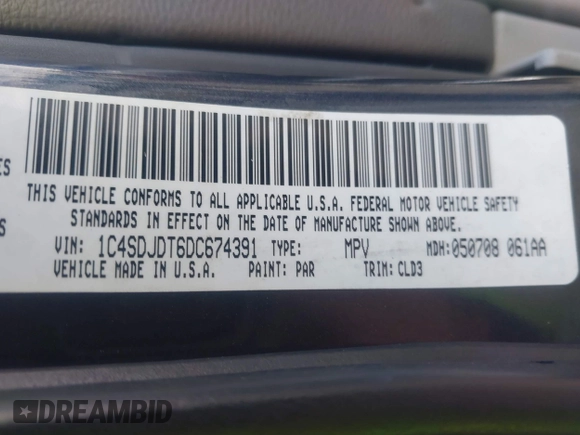 ES
THIS VEHICLE CONFORMS TO ALL APPLICABLE U.S.A. FEDERAL MOTOR VEHICLE SAFETY
STANDARDS IN EFFECT ON THE DATE OF MANUFACTURE SHOWN ABOVE.
S
VIN: 1C4SDJDT6DC674391 TYPE: MPV MDH:050708 061AA
VEHICLE MADE IN U.S.A. PAINT: PAR TRIM: CLD3
DREAMBID